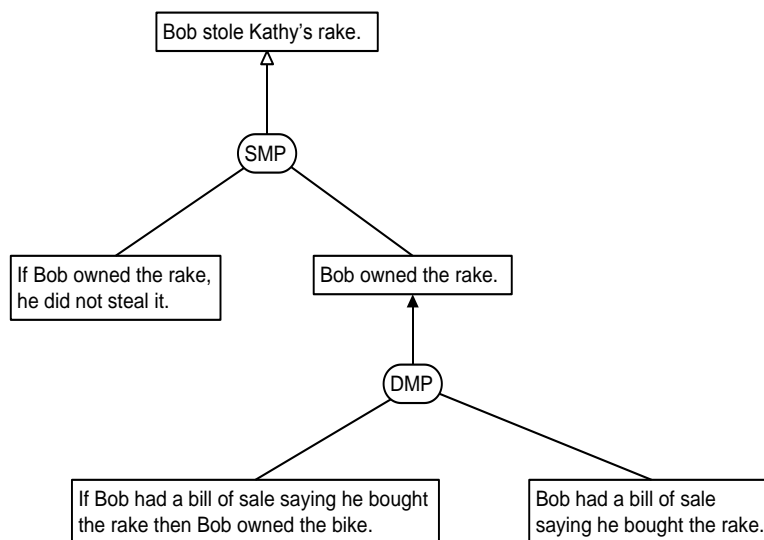 Bob stole Kathy's rake.
SMP
If Bob owned the rake,
he did not steal it.
Bob owned the rake.
DMP
If Bob had a bill of sale saying he bought
the rake then Bob owned the bike.
Bob had a bill of sale
saying he bought the rake.